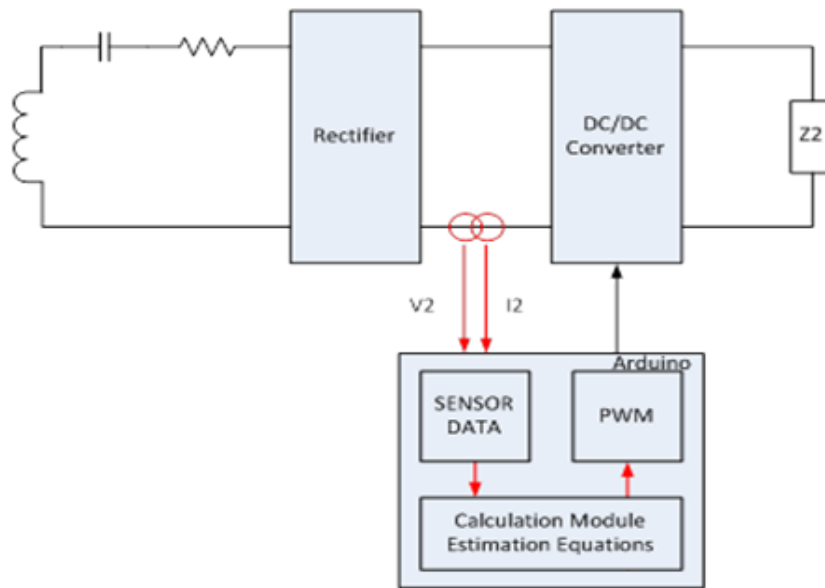 Rectifier
DC/DC
Converter
Z2
V2
I2
Arduino
SENSOR
DATA
PWM
Calculation Module
Estimation Equations